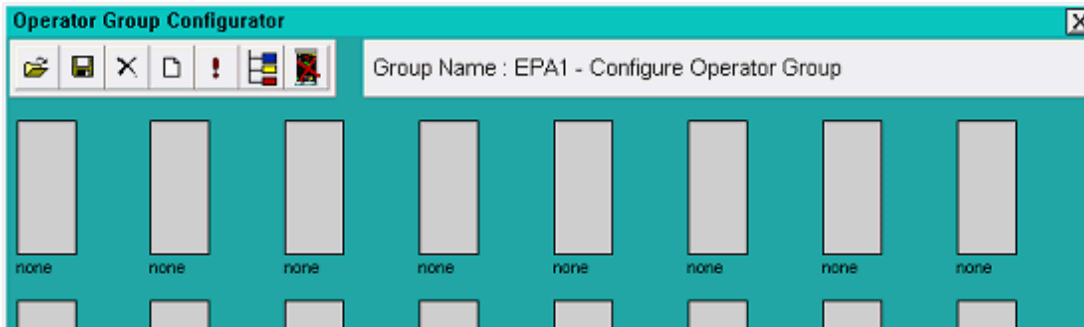 Operator Group Configurator
Group Name : EPA1 - Configure Operator Group
none none none none none none none none